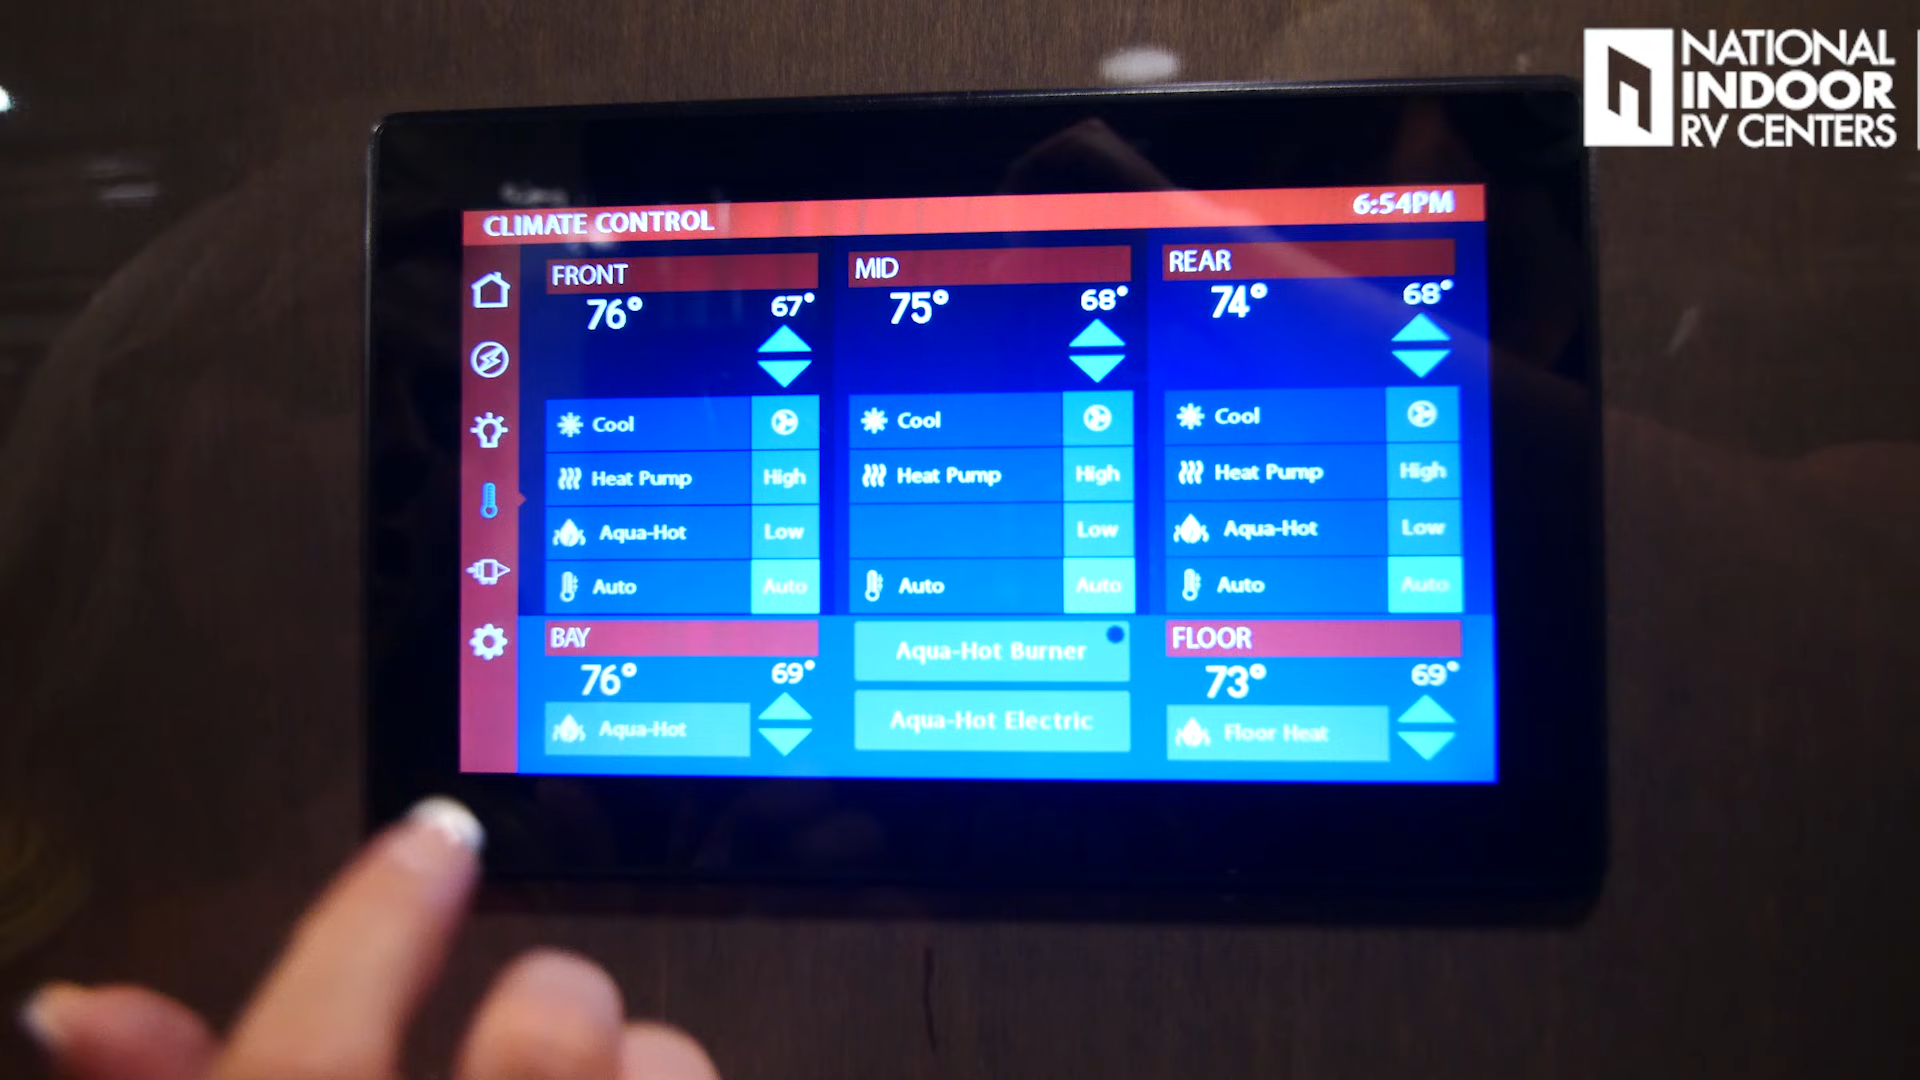 NATIONAL
INDOOR
RV CENTERS
CLIMATE CONTROL 6:54PM
FRONT
76° 67°
Cool
Heat Pump High
Aqua-Hot Low
Auto Auto
MID
75° 68°
Cool
Heat Pump High
Low
Auto Auto
REAR
74° 68°
Cool
Heat Pump High
Aqua-Hot Low
Auto Auto
BAY
76° 69°
Aqua-Hot
Aqua-Hot Burner
Aqua-Hot Electric
FLOOR
73° 69°
Floor Heat